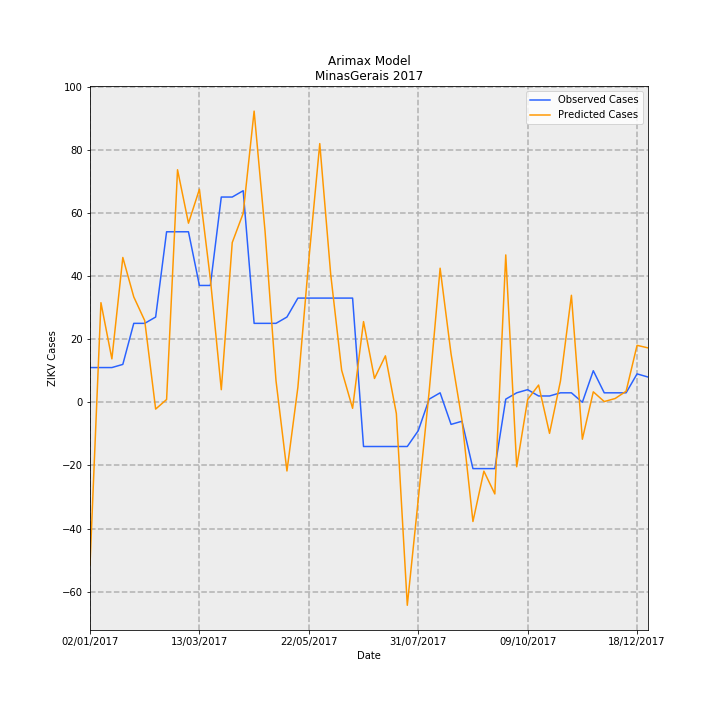 Arimax Model
MinasGerais 2017
Observed Cases
Predicted Cases
ZIKV Cases
100
80
60
40
20
0
−20
−40
−60
02/01/2017
13/03/2017
22/05/2017
31/07/2017
09/10/2017
18/12/2017
Date